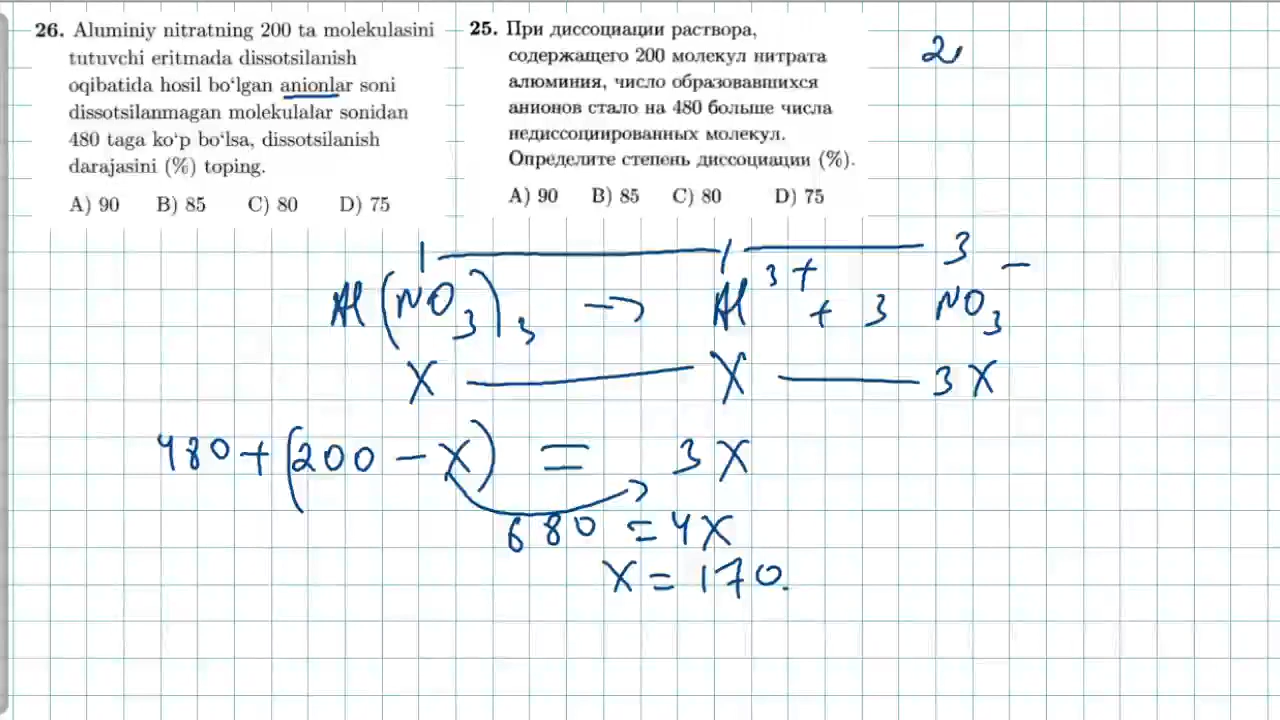 26. Aluminiy nitratning 200 ta molekulasini
tutuvchi eritmada dissotsilanish
oqibatida hosil bo‘lgan anionlar soni
dissotsilanmagan molekulalar sonidan
480 taga ko‘p bo‘lsa, dissotsilanish
darajasini (%) toping.
A) 90 B) 85 C) 80 D) 75
25. При диссоциации раствора,
содержащего 200 молекул нитрата
алюминия, число образовавшихся
анионов стало на 480 больше числа
недиссоциированных молекул.
Определите степень диссоциации (%).
A) 90 B) 85 C) 80 D) 75
2
1 1 3
Al(NO3)3 → Al 3+ + 3 NO3 –
X X 3X
480+(200 – X) = 3X
680 = 4X
X = 170.